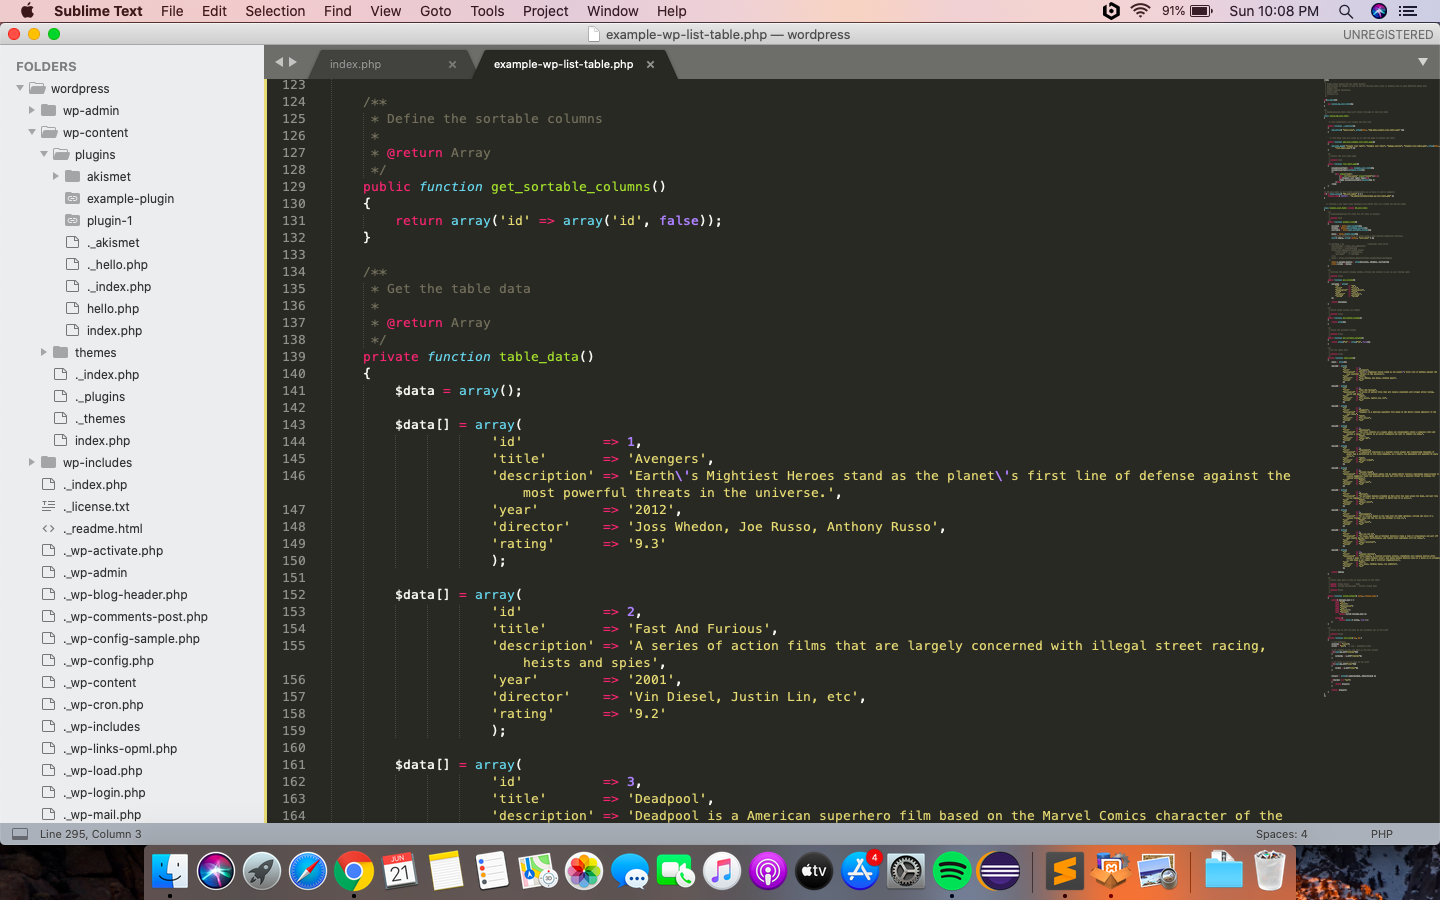 Sublime Text File Edit Selection Find View Goto Tools Project Window Help 91% Sun 10:08 PM
example-wp-list-table.php — wordpress UNREGISTERED
FOLDERS
wordpress
wp-admin
wp-content
plugins
akismet
example-plugin
plugin-1
._akismet
._hello.php
._index.php
hello.php
index.php
themes
._index.php
._plugins
._themes
index.php
wp-includes
._index.php
._license.txt
._readme.html
._wp-activate.php
._wp-admin
._wp-blog-header.php
._wp-comments-post.php
._wp-config-sample.php
._wp-config.php
._wp-content
._wp-cron.php
._wp-includes
._wp-links-opml.php
._wp-load.php
._wp-login.php
._wp-mail.php
index.php example-wp-list-table.php
123
124 /**
125 * Define the sortable columns
126 *
127 * @return Array
128 */
129 public function get_sortable_columns()
130 {
131 return array('id' => array('id', false));
132 }
133
134 /**
135 * Get the table data
136 *
137 * @return Array
138 */
139 private function table_data()
140 {
141 $data = array();
142
143 $data[] = array(
144 'id' => 1,
145 'title' => 'Avengers',
146 'description' => 'Earth\'s Mightiest Heroes stand as the planet\'s first line of defense against the
most powerful threats in the universe.',
147 'year' => '2012',
148 'director' => 'Joss Whedon, Joe Russo, Anthony Russo',
149 'rating' => '9.3'
150 );
151
152 $data[] = array(
153 'id' => 2,
154 'title' => 'Fast And Furious',
155 'description' => 'A series of action films that are largely concerned with illegal street racing,
heists and spies',
156 'year' => '2001',
157 'director' => 'Vin Diesel, Justin Lin, etc',
158 'rating' => '9.2'
159 );
160
161 $data[] = array(
162 'id' => 3,
163 'title' => 'Deadpool',
164 'description' => 'Deadpool is a American superhero film based on the Marvel Comics character of the
Line 295, Column 3 Spaces: 4 PHP
JUN
21
tv
4